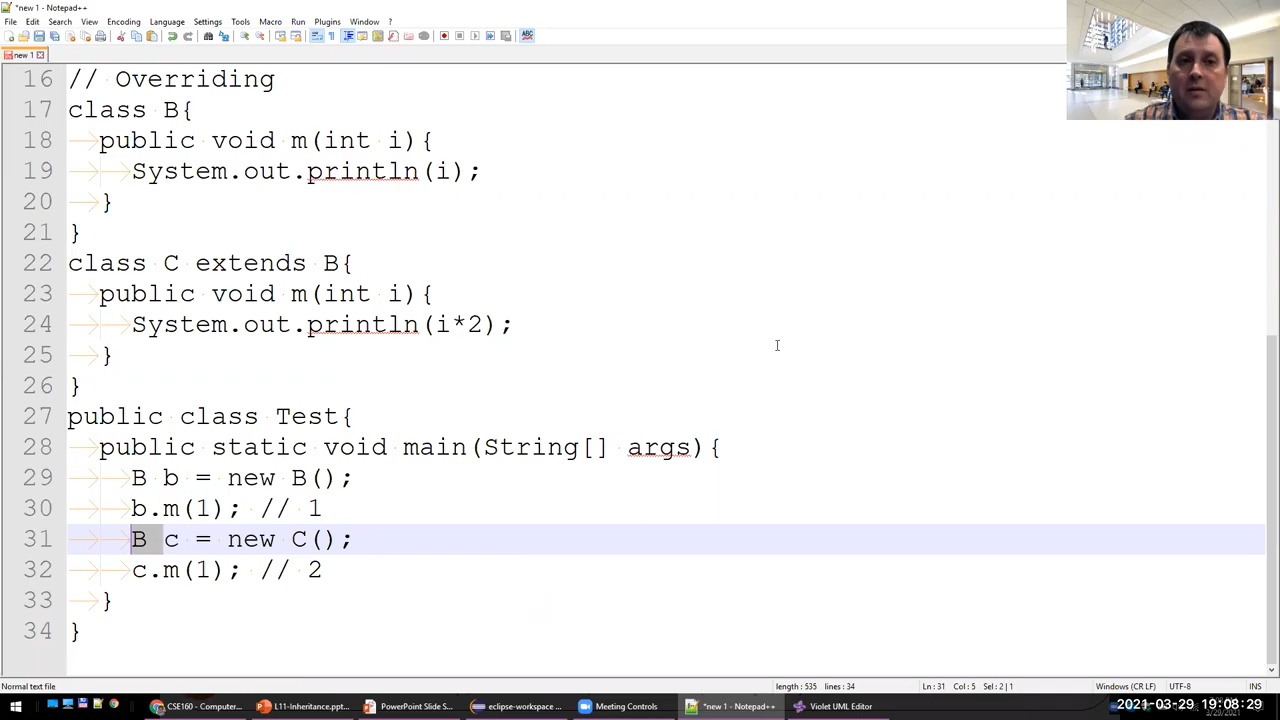 *new 1 - Notepad++
File Edit Search View Encoding Language Settings Tools Macro Run Plugins Window ?
new 1
16 // Overriding
17 class B{
18 public void m(int i){
19 System.out.println(i);
20 }
21 }
22 class C extends B{
23 public void m(int i){
24 System.out.println(i*2);
25 }
26 }
27 public class Test{
28 public static void main(String[] args){
29 B b = new B();
30 b.m(1); // 1
31 B c = new C();
32 c.m(1); // 2
33 }
34 }
Normal text file length : 535 lines : 34 Ln : 31 Col : 5 Sel : 2 | 1 Windows (CR LF) UTF-8 INS
CSE160 - Computer... L11-Inheritance.ppt... PowerPoint Slide S... eclipse-workspace ... Meeting Controls *new 1 - Notepad++ Violet UML Editor 2021-03-29 19:08:29